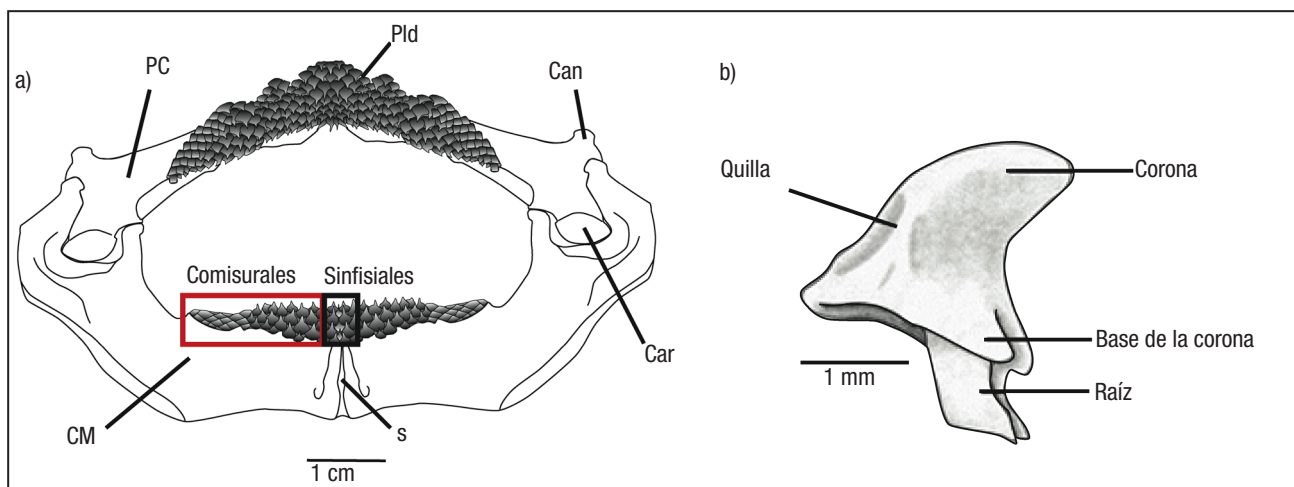 a)
PC
Pld
Can
Comisurales
Sinfisiales
Car
CM
s
1 cm
b)
Quilla
Corona
Base de la corona
1 mm
Raíz